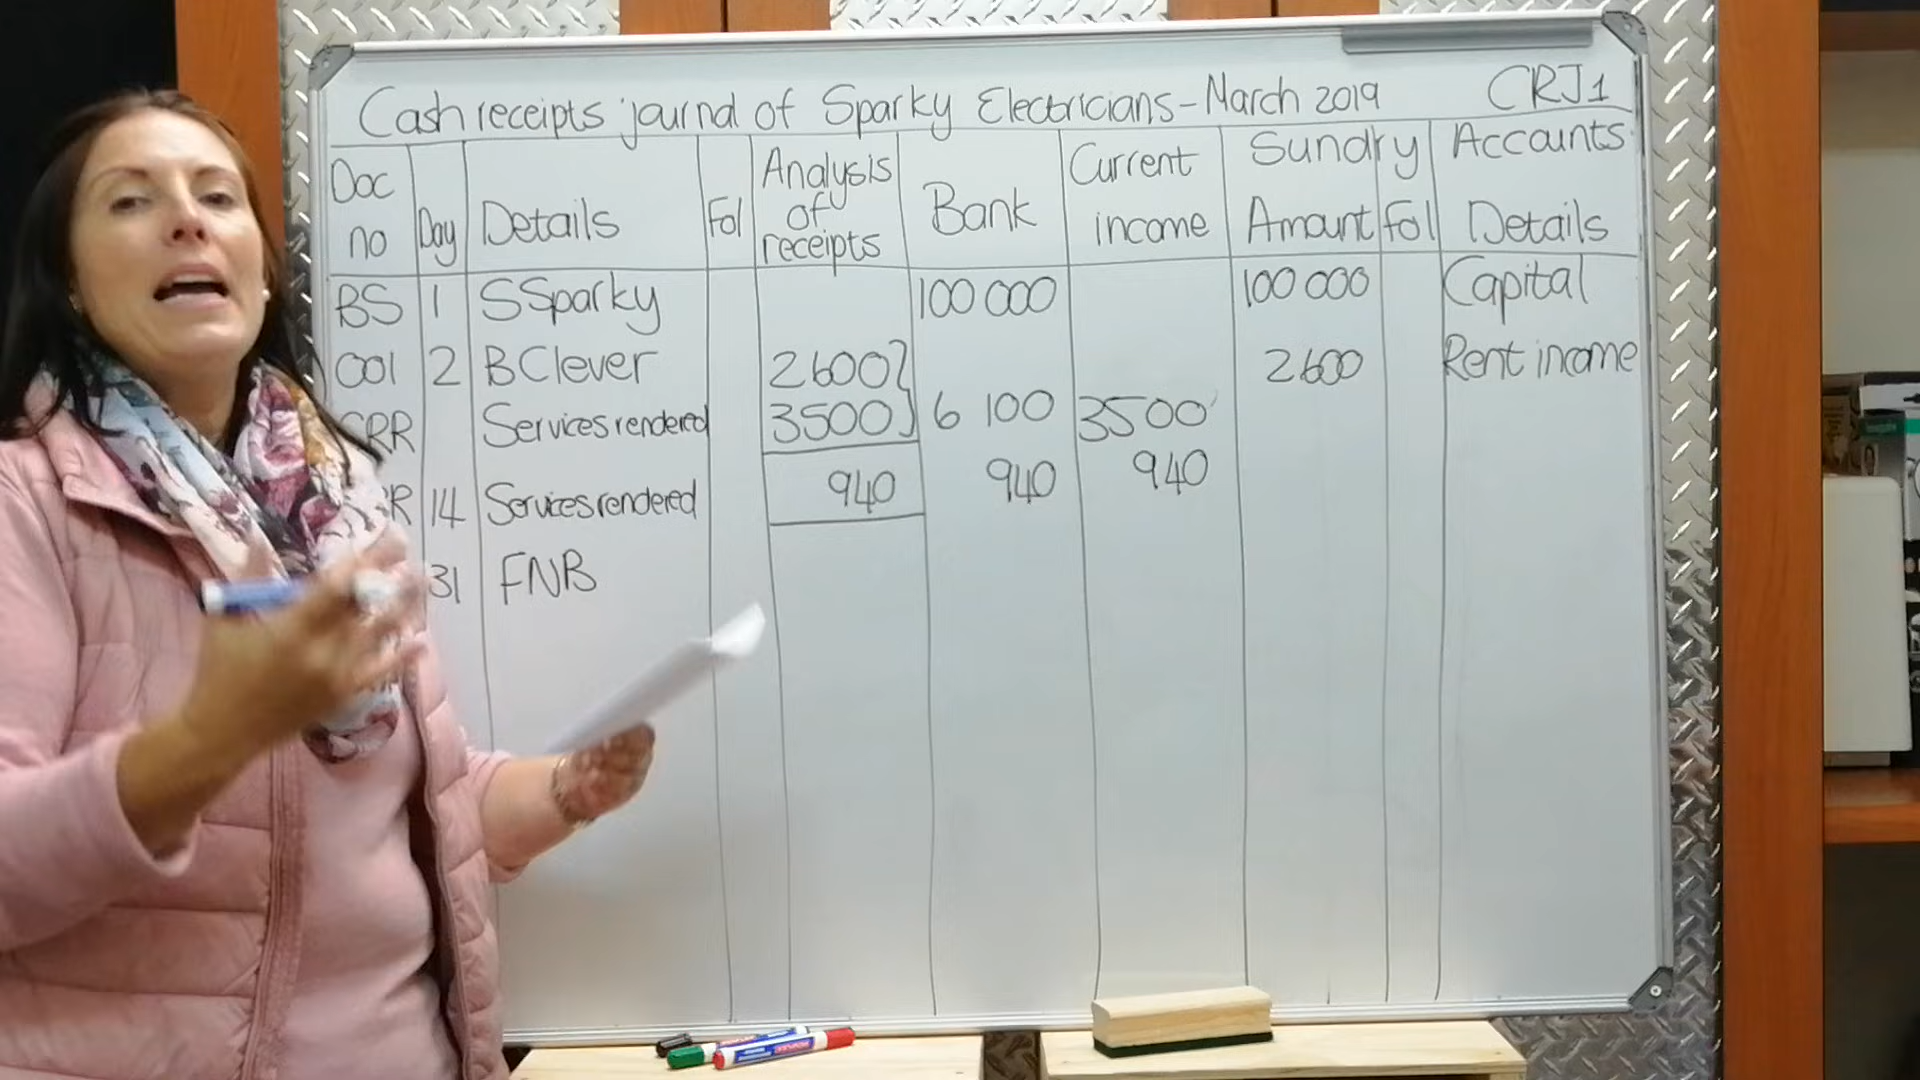 Cash receipts journal of Sparky Electricians - March 2019 CRJ1
Doc no Day Details Fol Analysis of receipts Bank Current income Sundry Accounts Amount Fol Details
BS 1 S Sparky 100 000 100 000 Capital
001 2 B Clever 2600 2600 Rent income
CRR Services rendered 3500 6 100 3500
14 Services rendered 940 940 940
31 FNB